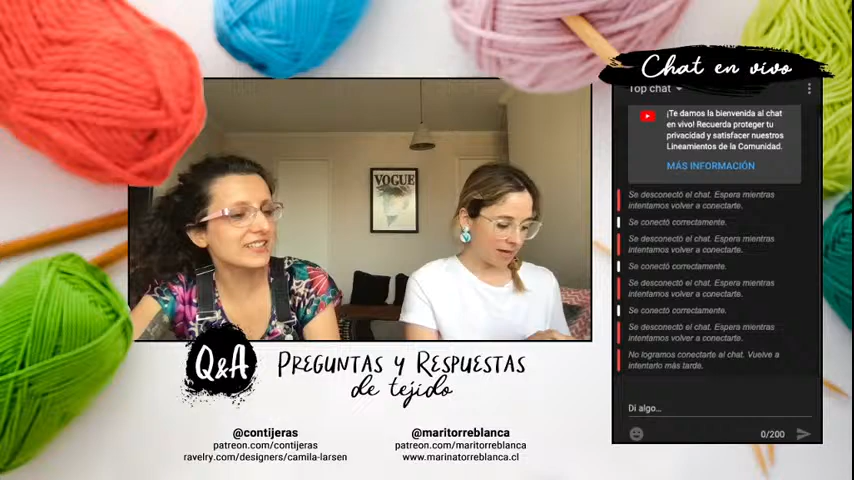 Chat en vivo
Top chat
¡Te damos la bienvenida al chat
en vivo! Recuerda proteger tu
privacidad y satisfacer nuestros
Lineamientos de la Comunidad.
MÁS INFORMACIÓN
Se desconectó el chat. Espera mientras
intentamos volver a conectarte.
Se conectó correctamente.
Se desconectó el chat. Espera mientras
intentamos volver a conectarte.
Se conectó correctamente.
Se desconectó el chat. Espera mientras
intentamos volver a conectarte.
Se conectó correctamente.
Se desconectó el chat. Espera mientras
intentamos volver a conectarte.
No logramos conectarte al chat. Vuelve a
intentarlo más tarde.
Di algo...
0/200
VOGUE
Q&A
PREGUNTAS Y RESPUESTAS
de tejido
@contijeras
patreon.com/contijeras
ravelry.com/designers/camila-larsen
@maritorreblanca
patreon.com/maritorreblanca
www.marinatorreblanca.cl